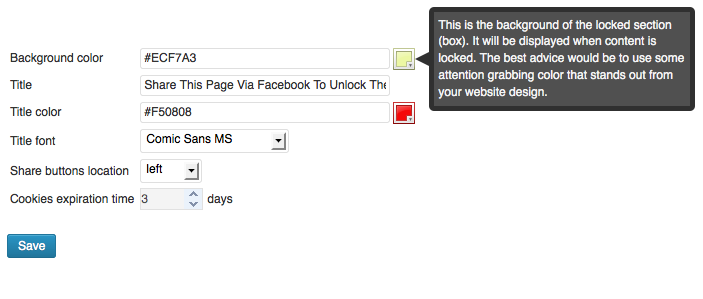 This is the background of the locked section
(box). It will be displayed when content is
locked. The best advice would be to use some
attention grabbing color that stands out from
your website design.
Background color #ECF7A3
Title Share This Page Via Facebook To Unlock The
Title color #F50808
Title font Comic Sans MS
Share buttons location left
Cookies expiration time 3 days
Save